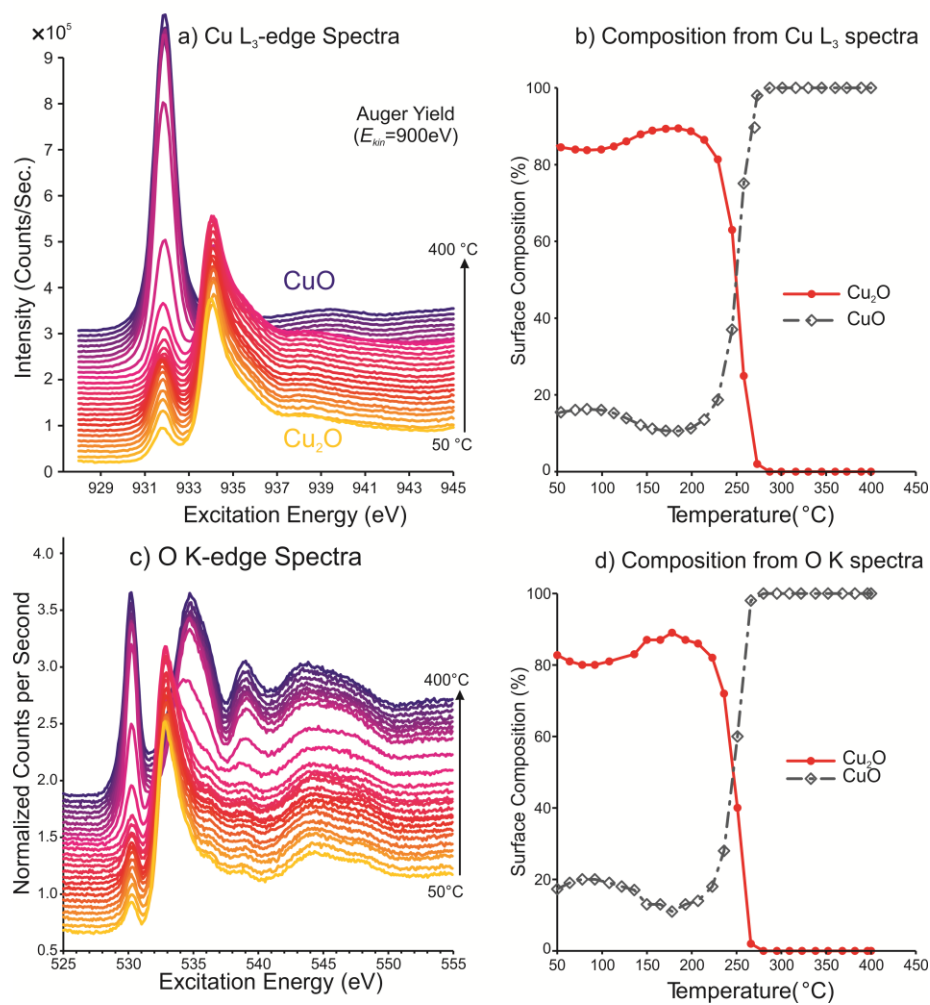 a) Cu L3-edge Spectra
×10⁵
Auger Yield
(Ekin=900eV)
CuO
400 °C
50 °C
Cu2O
Intensity (Counts/Sec.)
9
8
7
6
5
4
3
2
1
0
929 931 933 935 937 939 941 943 945
Excitation Energy (eV)
b) Composition from Cu L3 spectra
Surface Composition (%)
100
80
60
40
20
0
Cu2O
CuO
50 100 150 200 250 300 350 400 450
Temperature(°C)
c) O K-edge Spectra
Normalized Counts per Second
4.0
3.5
3.0
2.5
2.0
1.5
1.0
0.5
400°C
50°C
525 530 535 540 545 550 555
Excitation Energy (eV)
d) Composition from O K spectra
Surface Composition (%)
100
80
60
40
20
0
Cu2O
CuO
50 100 150 200 250 300 350 400 450
Temperature(°C)